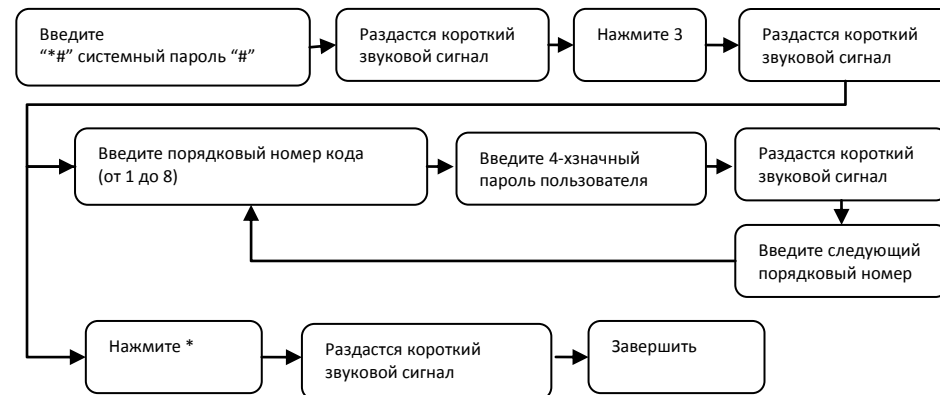 Введите
“*#” системный пароль “#”
Раздастся короткий
звуковой сигнал
Нажмите 3
Раздастся короткий
звуковой сигнал
Введите порядковый номер кода
(от 1 до 8)
Введите 4-хзначный
пароль пользователя
Раздастся короткий
звуковой сигнал
Введите следующий
порядковый номер
Нажмите *
Раздастся короткий
звуковой сигнал
Завершить